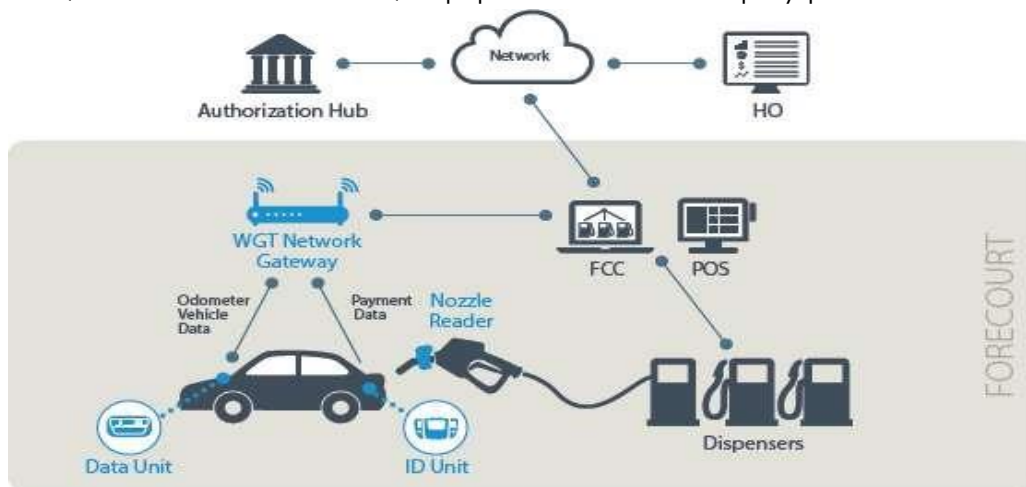 Network
Authorization Hub
HO
WGT Network
Gateway
FCC
POS
Odometer
Vehicle
Data
Payment
Data
Nozzle
Reader
Data Unit
ID Unit
Dispensers
FORECOURT